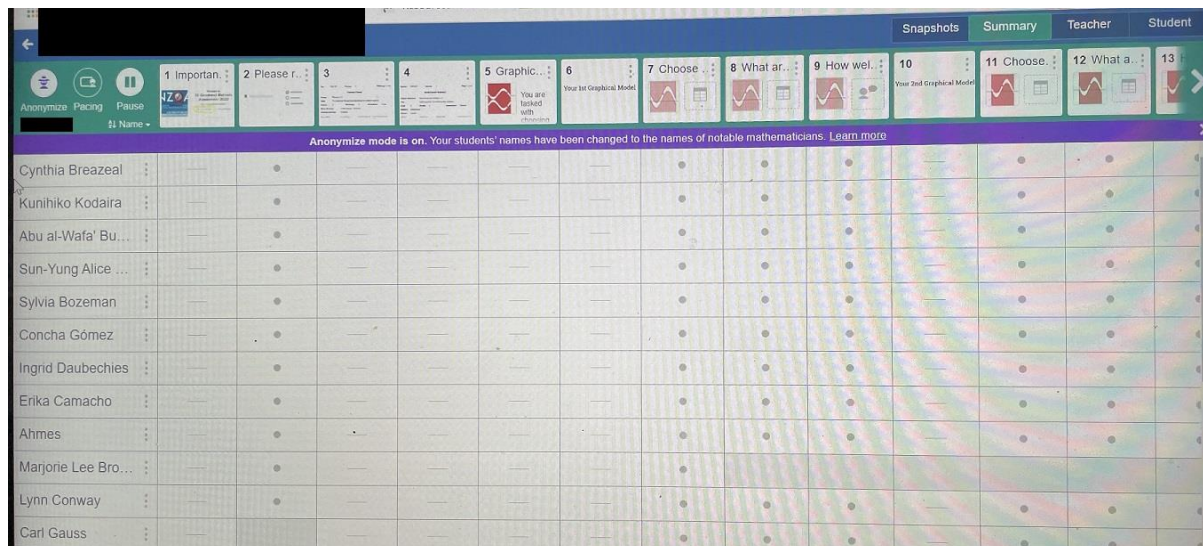 Snapshots Summary Teacher Student
Anonymize Pacing Pause
Name
1 Importan...
2 Please r...
3
4
5 Graphic...
You are
tasked
with
choosing
6
Your 1st Graphical Model
7 Choose ...
8 What ar...
9 How wel...
10
Your 2nd Graphical Model
11 Choose...
12 What a...
13
Anonymize mode is on. Your students' names have been changed to the names of notable mathematicians. Learn more
Cynthia Breazeal
Kunihiko Kodaira
Abu al-Wafa' Bu...
Sun-Yung Alice ...
Sylvia Bozeman
Concha Gómez
Ingrid Daubechies
Erika Camacho
Ahmes
Marjorie Lee Bro...
Lynn Conway
Carl Gauss